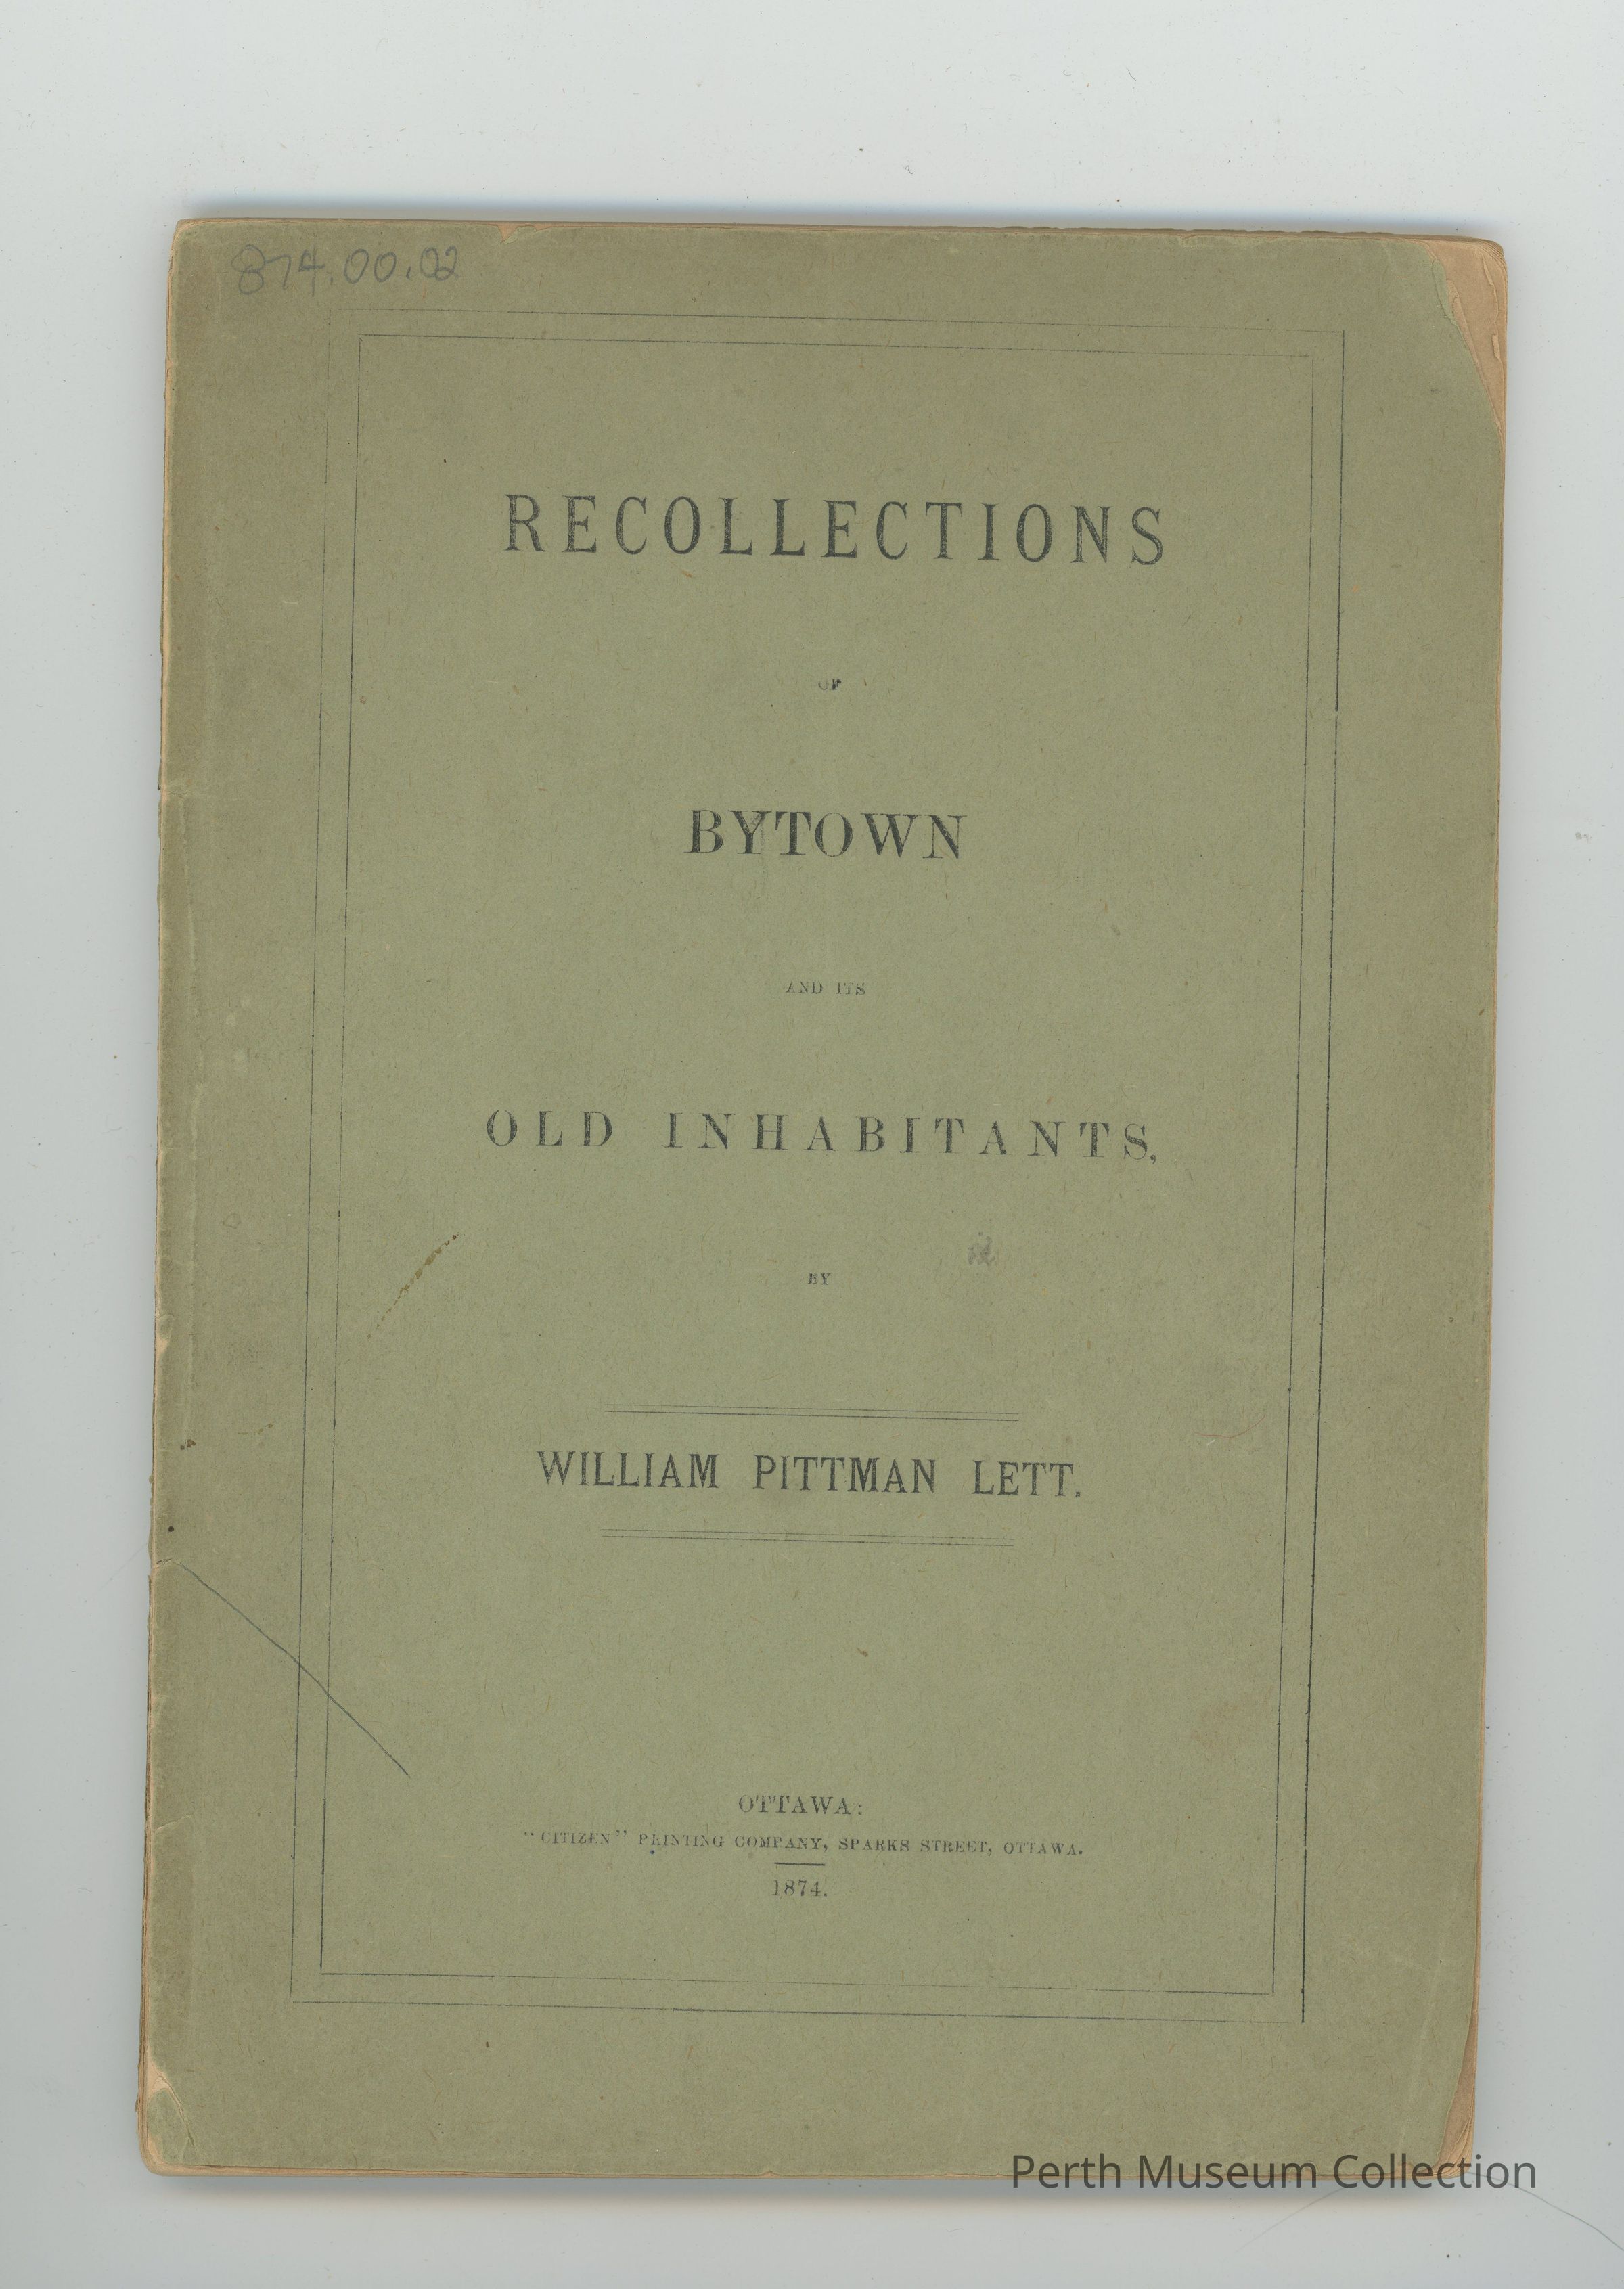 874.00.02
RECOLLECTIONS
OF
BYTOWN
AND ITS
OLD INHABITANTS,
BY
WILLIAM PITTMAN LETT.
OTTAWA:
"CITIZEN" PRINTING COMPANY, SPARKS STREET, OTTAWA.
1874.
Perth Museum Collection